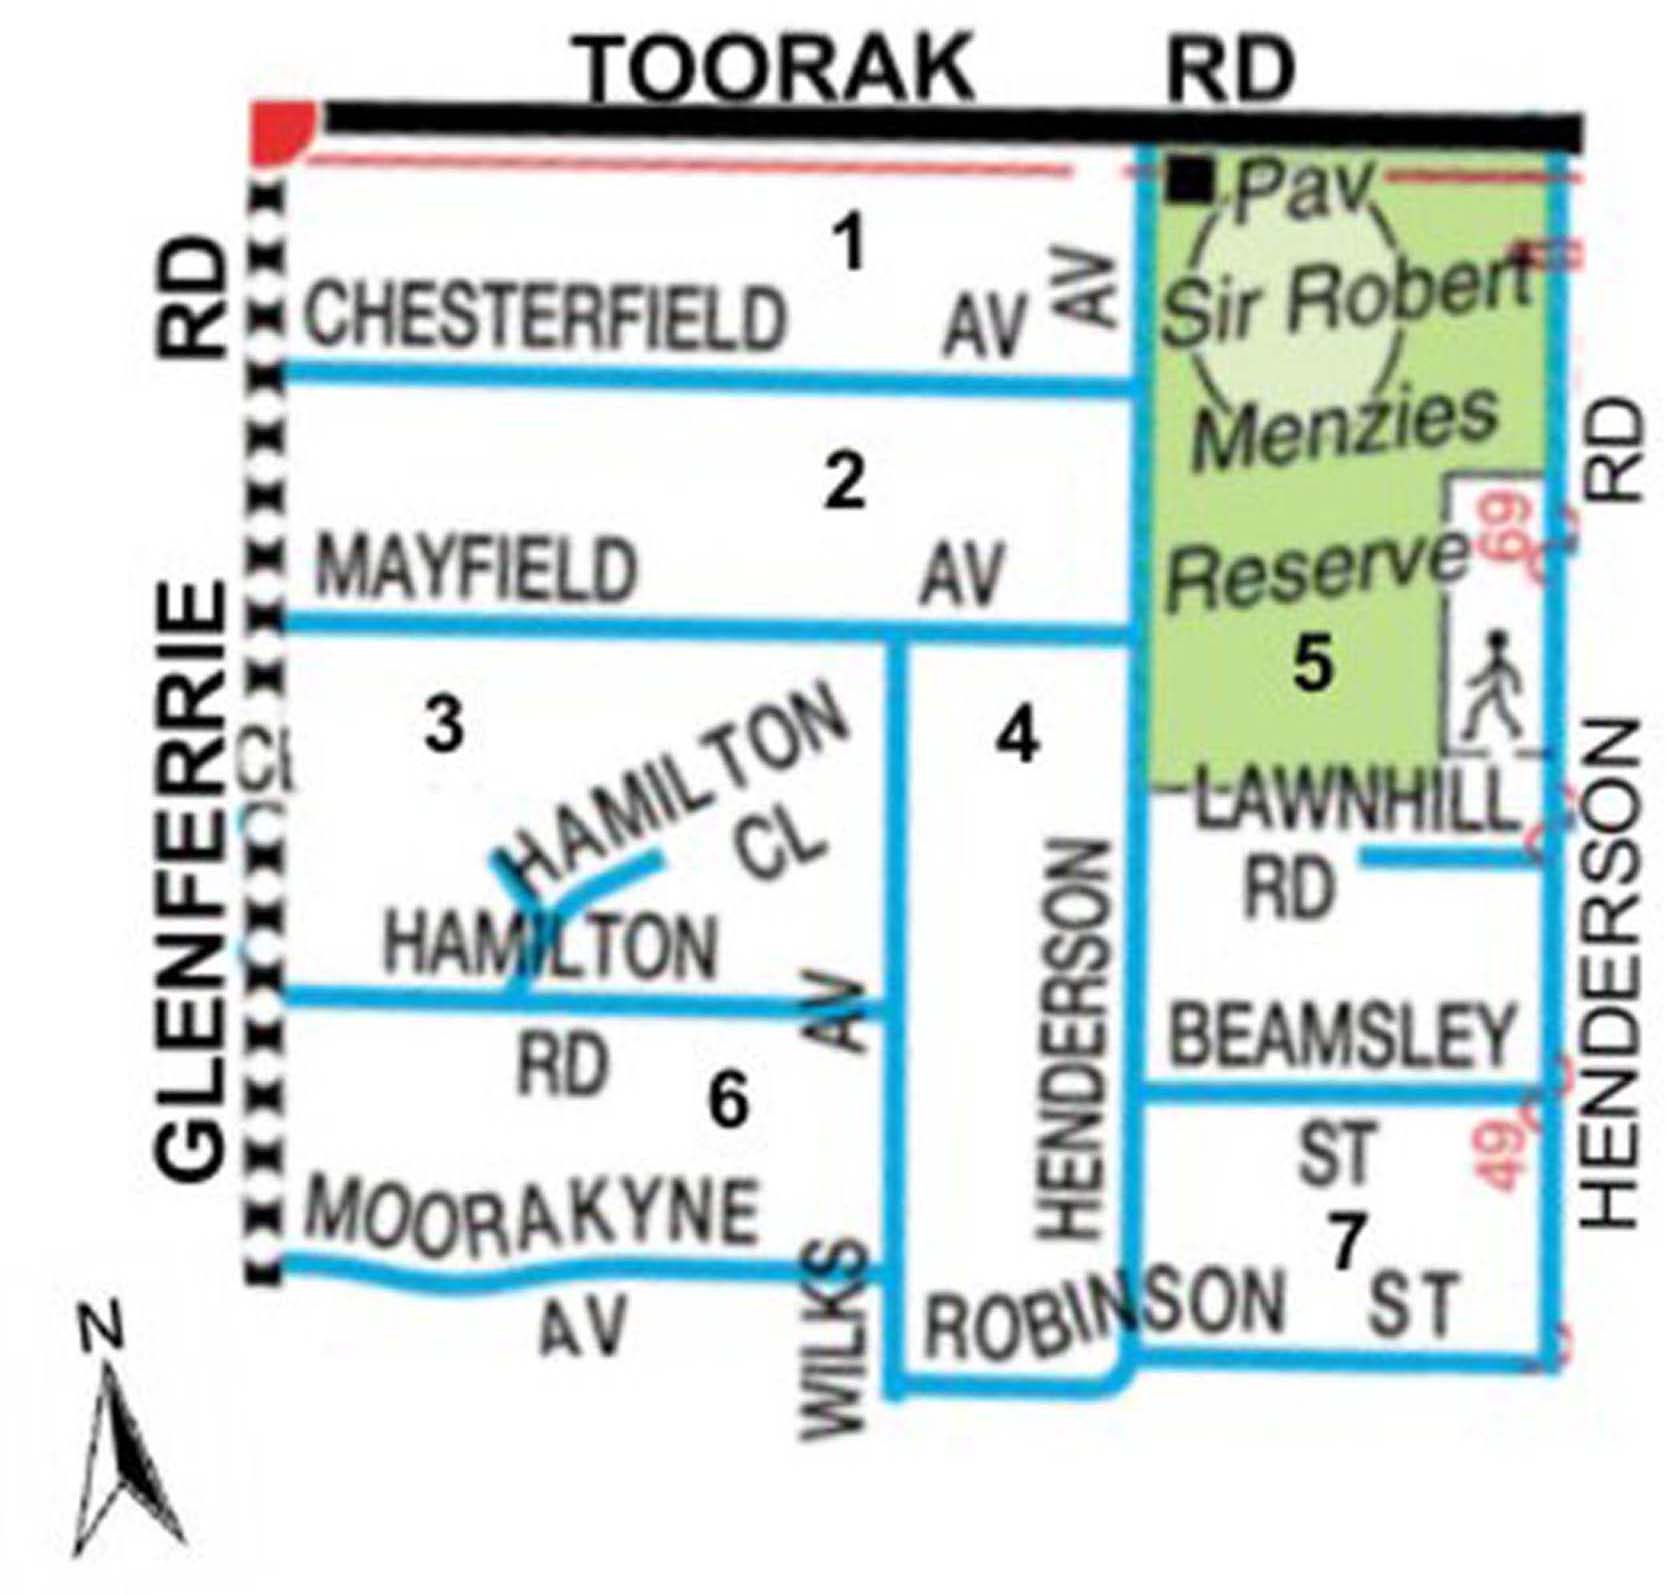 TOORAK RD
GLENFERRIE RD
1
CHESTERFIELD AV
AV
Pav
Sir Robert
Menzies
Reserve
2
MAYFIELD AV
RD
69
3
4
5
HAMILTON
CL
HAMILTON
RD
LAWNHILL
RD
HENDERSON
HENDERSON
BEAMSLEY
ST
49
AV
6
7
MOORAKYNE
AV
WILKS
ROBINSON ST
N